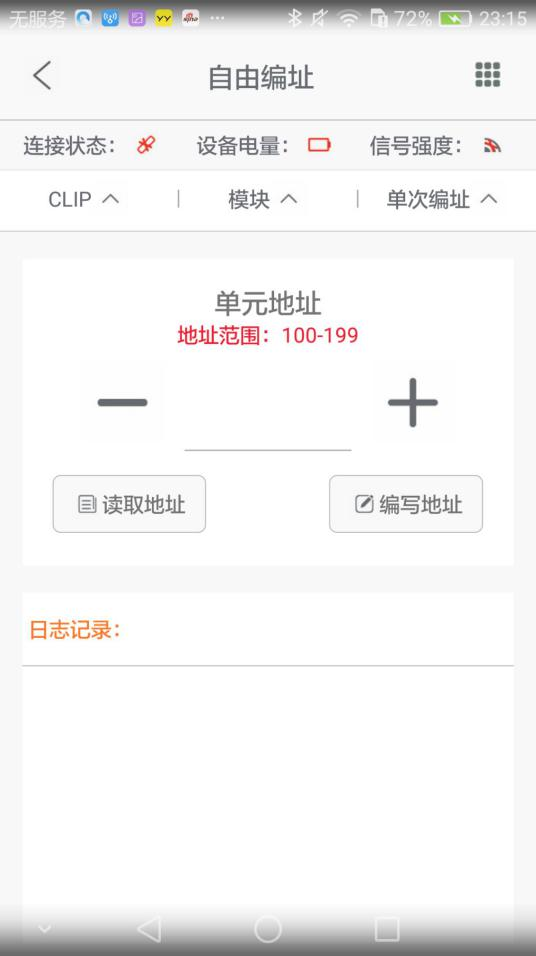 无服务 72% 23:15
自由编址
连接状态： 设备电量： 信号强度：
CLIP 模块 单次编址
单元地址
地址范围：100-199
读取地址 编写地址
日志记录：